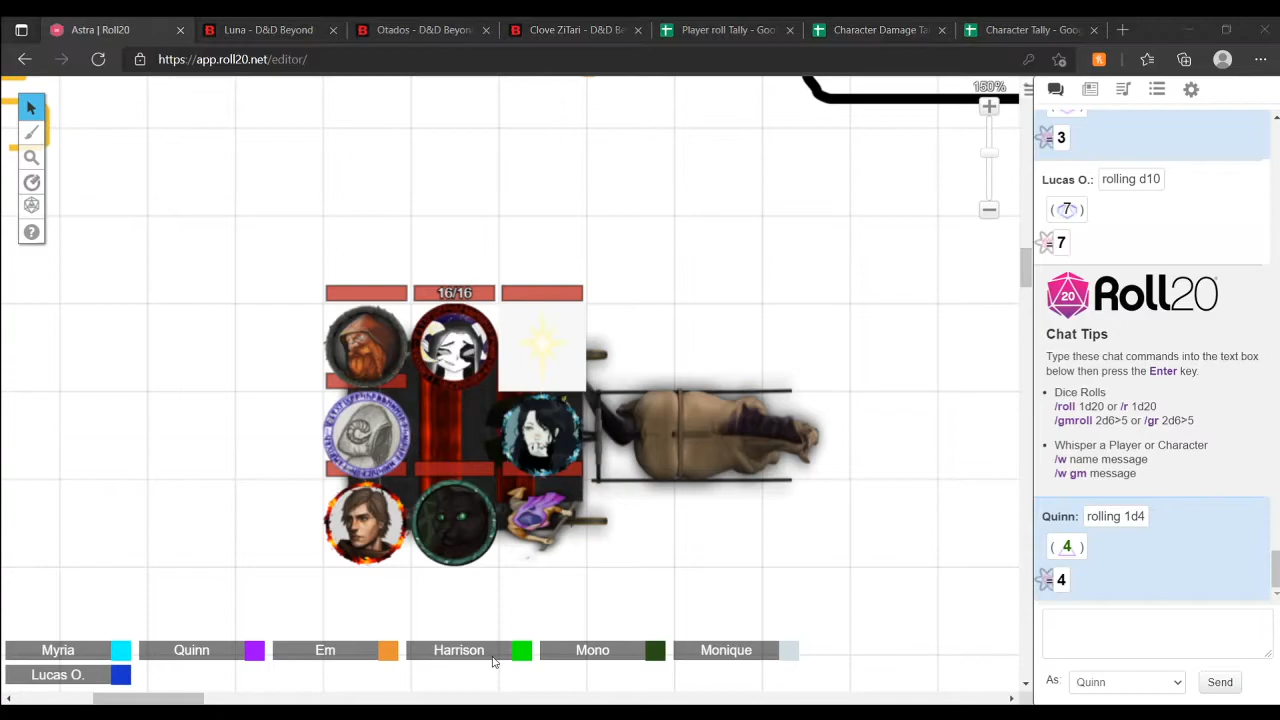 Astra | Roll20
Luna - D&D Beyond
Otados - D&D Beyon
Clove ZiTari - D&D Be
Player roll Tally - Goo
Character Damage Ta
Character Tally - Goo
https://app.roll20.net/editor/
150%
= 3
Lucas O.: rolling d10
( 7 )
= 7
20 Roll20
Chat Tips
Type these chat commands into the text box
below then press the Enter key.
Dice Rolls
/roll 1d20 or /r 1d20
/gmroll 2d6>5 or /gr 2d6>5
Whisper a Player or Character
/w name message
/w gm message
Quinn: rolling 1d4
( 4 )
= 4
16/16
Myria
Quinn
Em
Harrison
Mono
Monique
Lucas O.
As: Quinn
Send